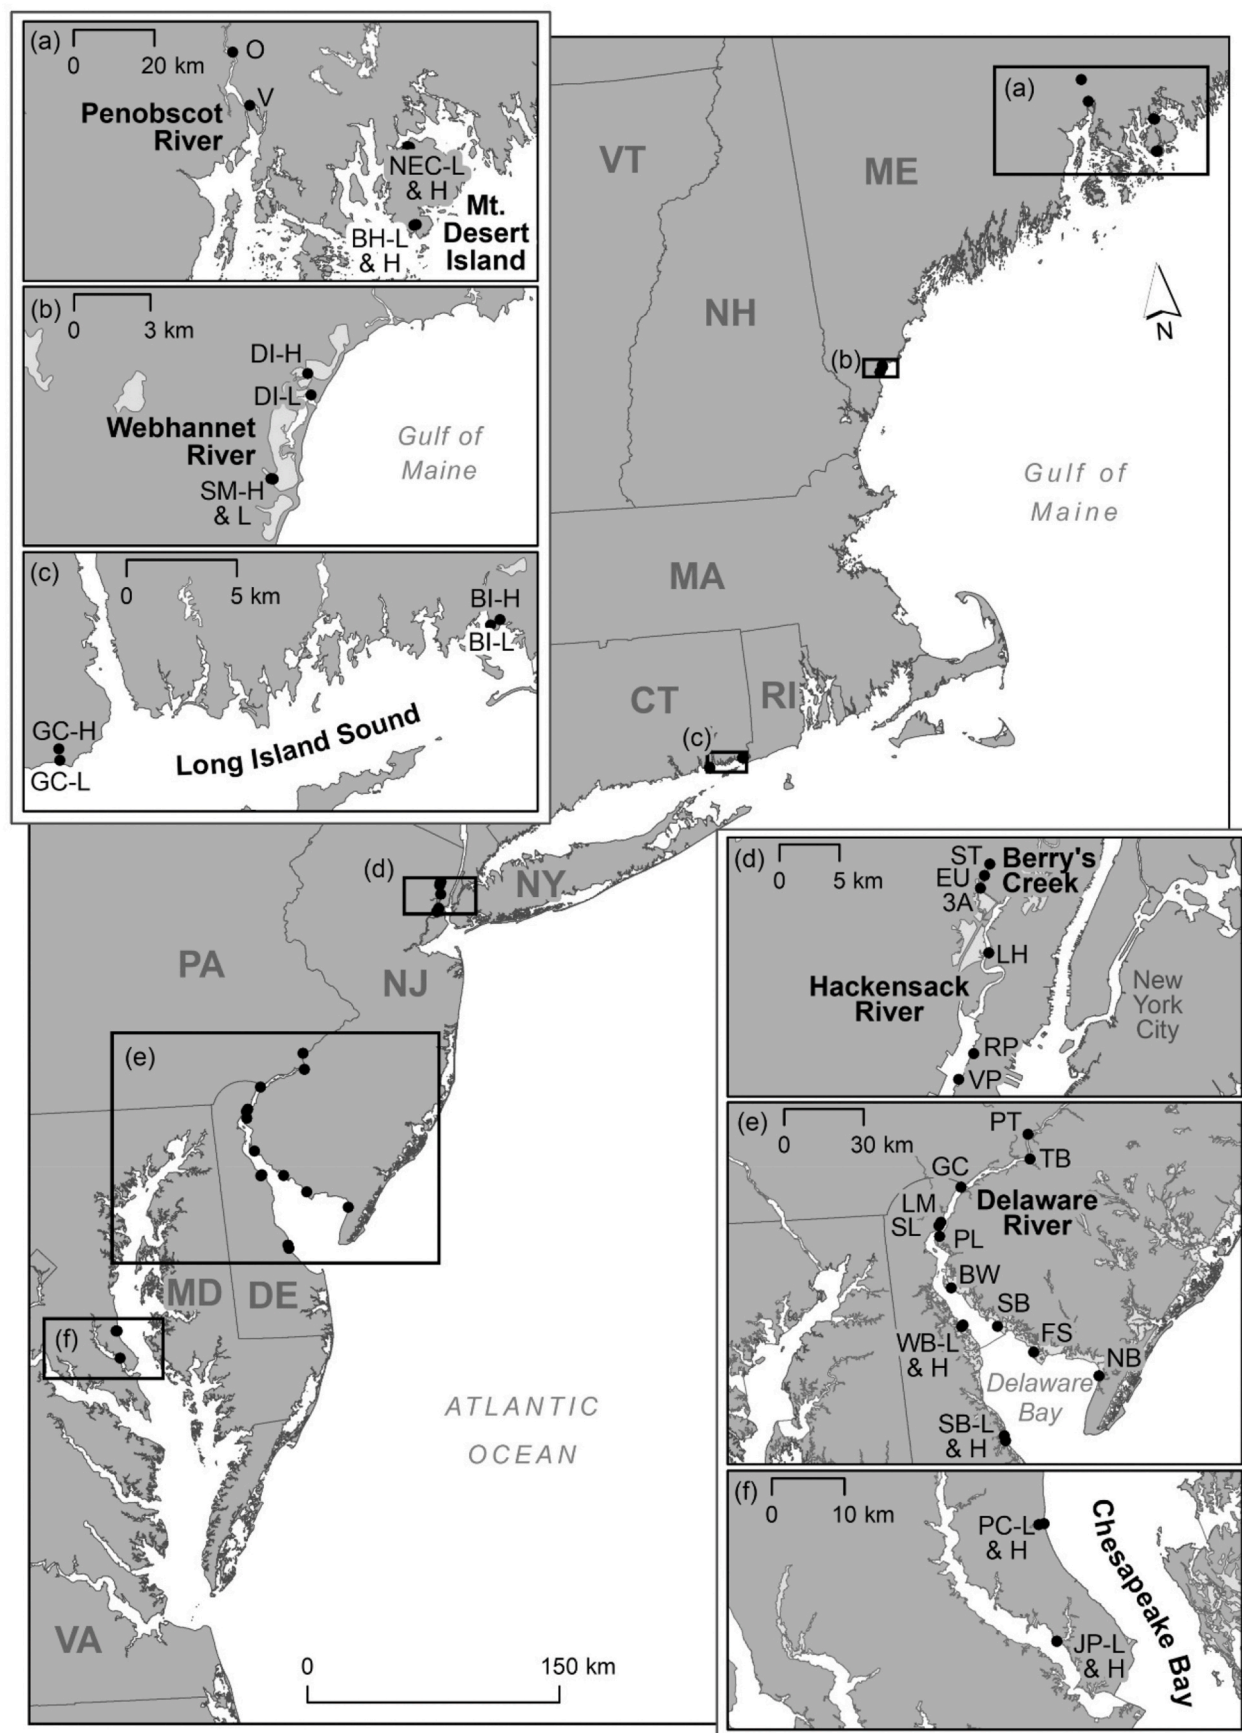 (a)
0 20 km
O
V
Penobscot
River
NEC-L
& H
Mt.
Desert
Island
BH-L
& H
(b)
0 3 km
DI-H
DI-L
Webhannet
River
SM-H
& L
Gulf of
Maine
(c)
0 5 km
BI-H
BI-L
GC-H
GC-L
Long Island Sound
(a)
VT
ME
NH
N
(b)
Gulf of
Maine
MA
CT
RI
(c)
(d)
NY
PA
NJ
(e)
MD
DE
(f)
ATLANTIC
OCEAN
VA
0 150 km
(d)
0 5 km
ST
EU
3A
Berry's
Creek
LH
Hackensack
River
New
York
City
RP
VP
(e)
0 30 km
PT
TB
GC
Delaware
River
LM
SL
PL
BW
SB
FS
WB-L
& H
NB
Delaware
Bay
SB-L
& H
(f)
0 10 km
PC-L
& H
Chesapeake Bay
JP-L
& H